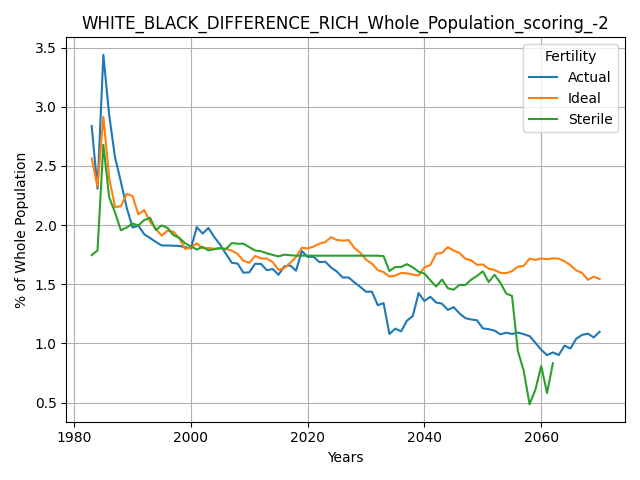 WHITE_BLACK_DIFFERENCE_RICH_Whole_Population_scoring_-2
Fertility
Actual
Ideal
Sterile
% of Whole Population
3.5
3.0
2.5
2.0
1.5
1.0
0.5
1980
2000
2020
2040
2060
Years